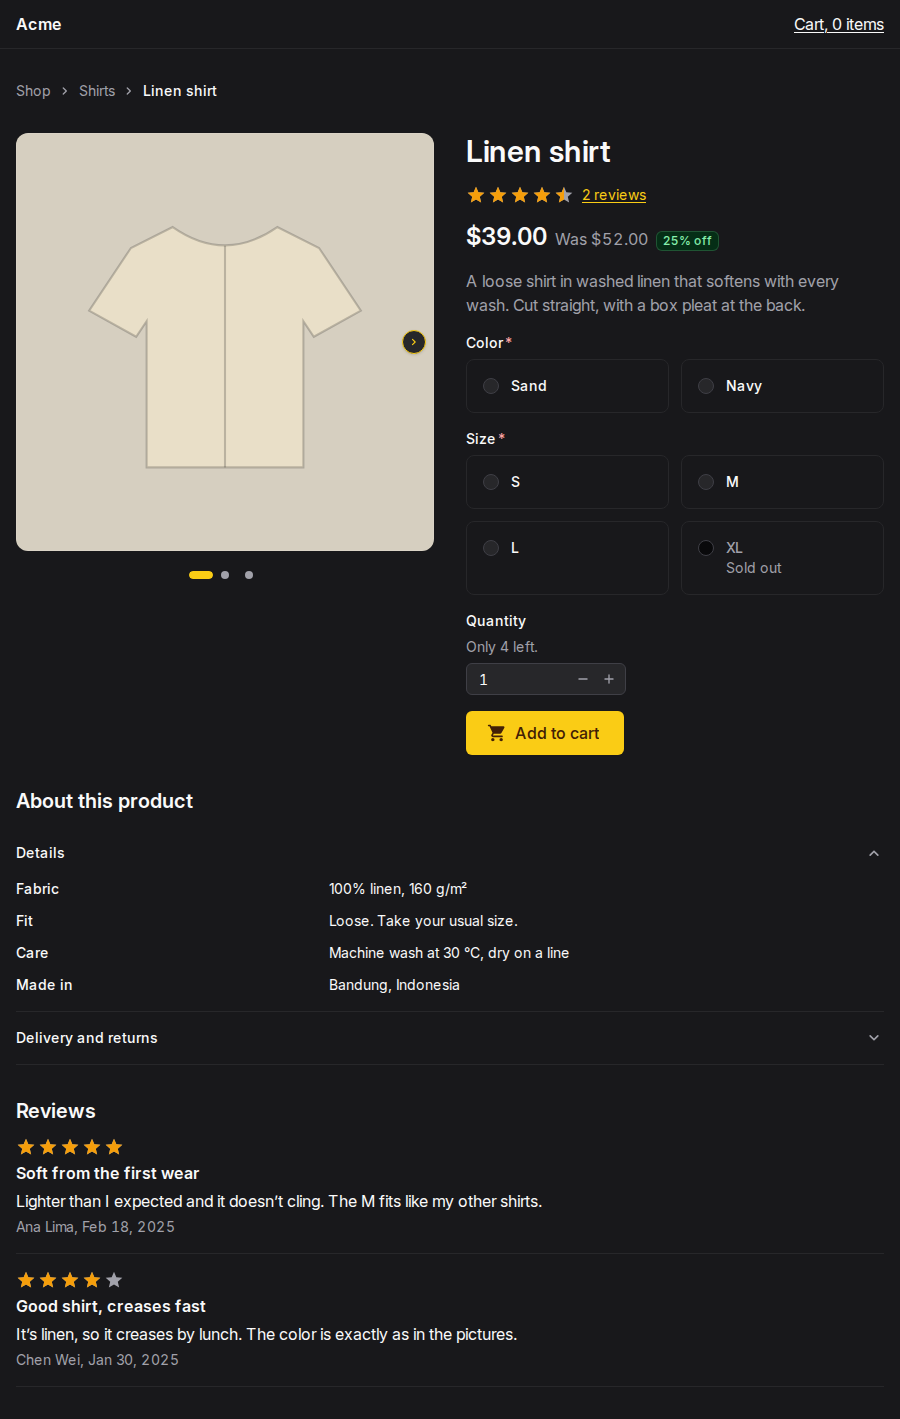 Acme
Cart, 0 items
Shop
Shirts
Linen shirt
Linen shirt
2 reviews
$39.00 Was $52.00 25% off
A loose shirt in washed linen that softens with every
wash. Cut straight, with a box pleat at the back.
Color*
Sand
Navy
Size*
S
M
L
XL
Sold out
Quantity
Only 4 left.
1
Add to cart
About this product
Details
Fabric
100% linen, 160 g/m²
Fit
Loose. Take your usual size.
Care
Machine wash at 30 °C, dry on a line
Made in
Bandung, Indonesia
Delivery and returns
Reviews
Soft from the first wear
Lighter than I expected and it doesn’t cling. The M fits like my other shirts.
Ana Lima, Feb 18, 2025
Good shirt, creases fast
It’s linen, so it creases by lunch. The color is exactly as in the pictures.
Chen Wei, Jan 30, 2025